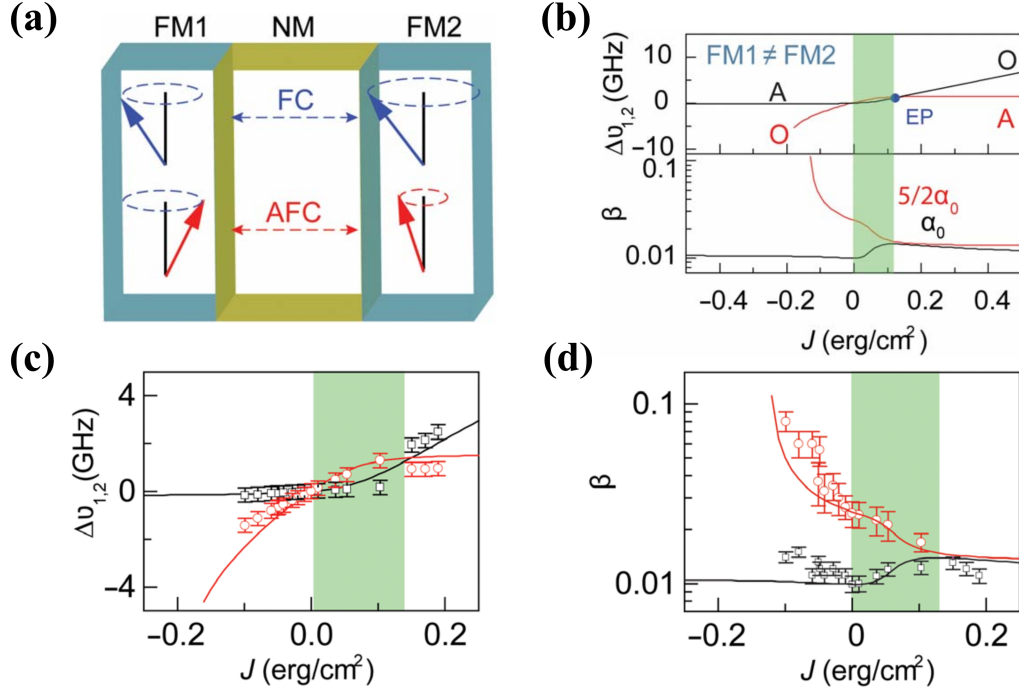 (a)
FM1 NM FM2
FC
AFC
(b)
FM1 ≠ FM2
Δυ1,2 (GHz)
10
0
−10
A
O
O
EP
A
β
0.1
0.01
5/2α0
α0
−0.4 −0.2 0 0.2 0.4
J (erg/cm2)
(c)
Δυ1,2 (GHz)
4
0
−4
−0.2 0.0 0.2
J (erg/cm2)
(d)
β
0.1
0.01
−0.2 0 0.2
J (erg/cm2)